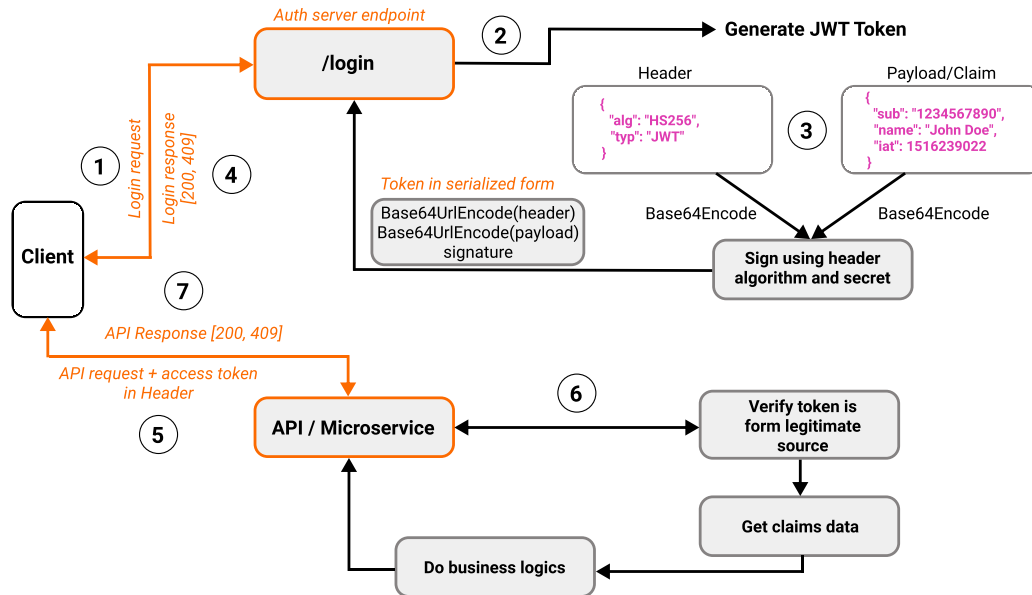 Auth server endpoint
/login
2
Generate JWT Token
Header
{
"alg": "HS256",
"typ": "JWT"
}
3
Payload/Claim
{
"sub": "1234567890",
"name": "John Doe",
"iat": 1516239022
}
1
Login request
Login response
[200, 409]
4
Token in serialized form
Base64UrlEncode(header)
Base64UrlEncode(payload)
signature
Base64Encode
Base64Encode
Sign using header
algorithm and secret
Client
7
API Response [200, 409]
API request + access token
in Header
5
API / Microservice
6
Verify token is
form legitimate
source
Get claims data
Do business logics